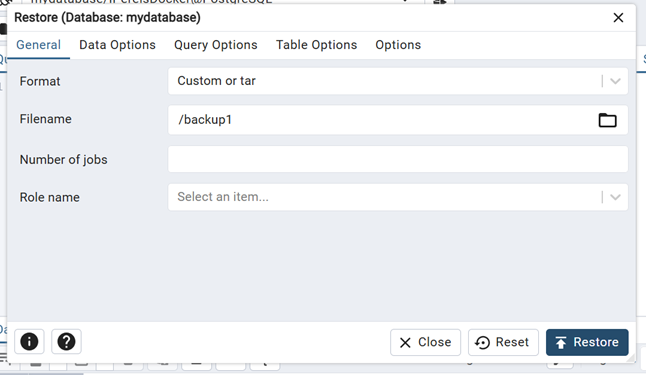 Restore (Database: mydatabase)
General Data Options Query Options Table Options Options
Format Custom or tar
Filename /backup1
Number of jobs
Role name Select an item...
Close Reset Restore